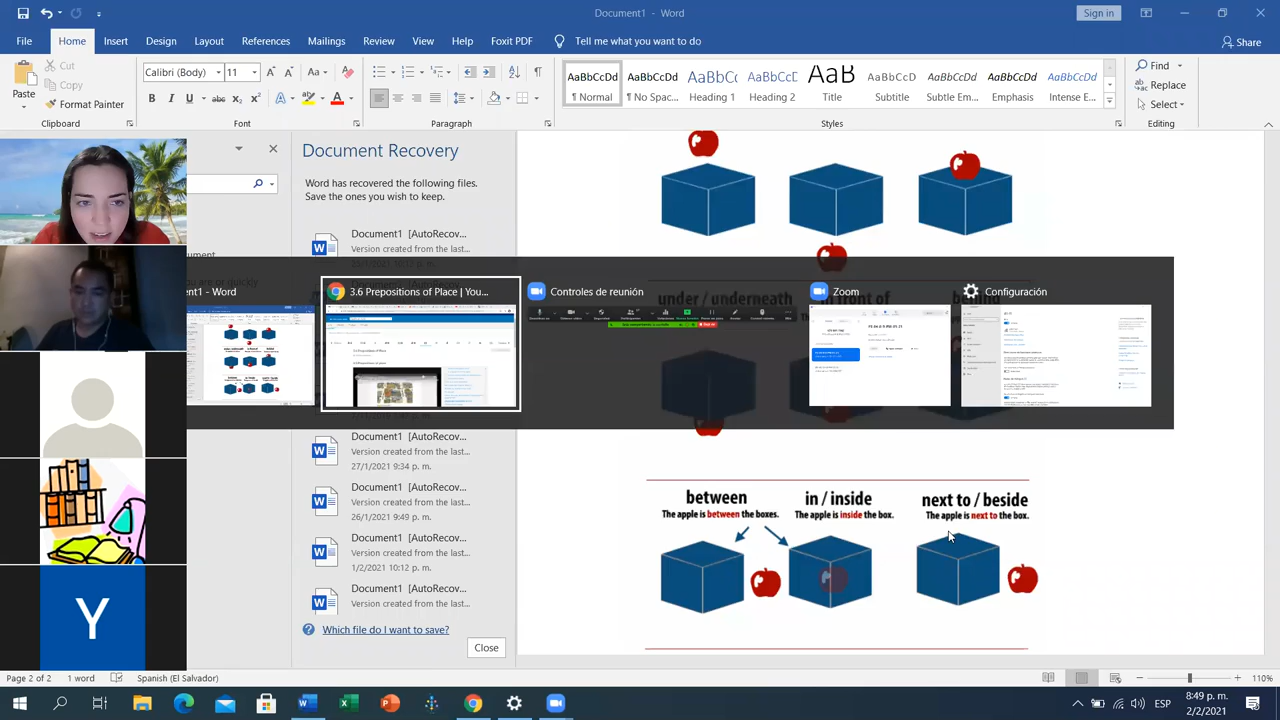 Document1 - Word
Sign in
File
Home
Insert
Design
Layout
References
Mailings
Review
View
Help
Foxit PDF
Tell me what you want to do
Share
Paste
Cut
Copy
Format Painter
Calibri (Body)
11
AaBbCcDd
AaBbCcDd
AaBbC
AaBbCc
AaB
AaBbCcD
AaBbCcDd
AaBbCcDd
AaBbCcDd
¶ Normal
¶ No Spac...
Heading 1
Heading 2
Title
Subtitle
Subtle Em...
Emphasis
Intense E...
Find
Replace
Select
Clipboard
Font
Paragraph
Styles
Editing
Document Recovery
Word has recovered the following files.
Save the ones you wish to keep.
Document1 [AutoRecov...
Version created from the last...
ent1 - Word
3.6 Prepositions of Place | You...
Controles de reunión
Zoom
Configuración
under / underneath
in front of
Document1 [AutoRecov...
Version created from the last...
27/1/2021 9:34 p. m.
Document1 [AutoRecov...
Version created from the last...
26/1/2021 9:49 p. m.
Document1 [AutoRecov...
Version created from the last...
1/2/2021 10:12 p. m.
Document1 [AutoRecov...
Version created from the last...
between
The apple is between the boxes.
in / inside
The apple is inside the box.
next to / beside
The apple is next to the box.
Y
Which file do I want to save?
Close
Page 2 of 2
1 word
Spanish (El Salvador)
110%
ESP
8:49 p. m.
2/2/2021